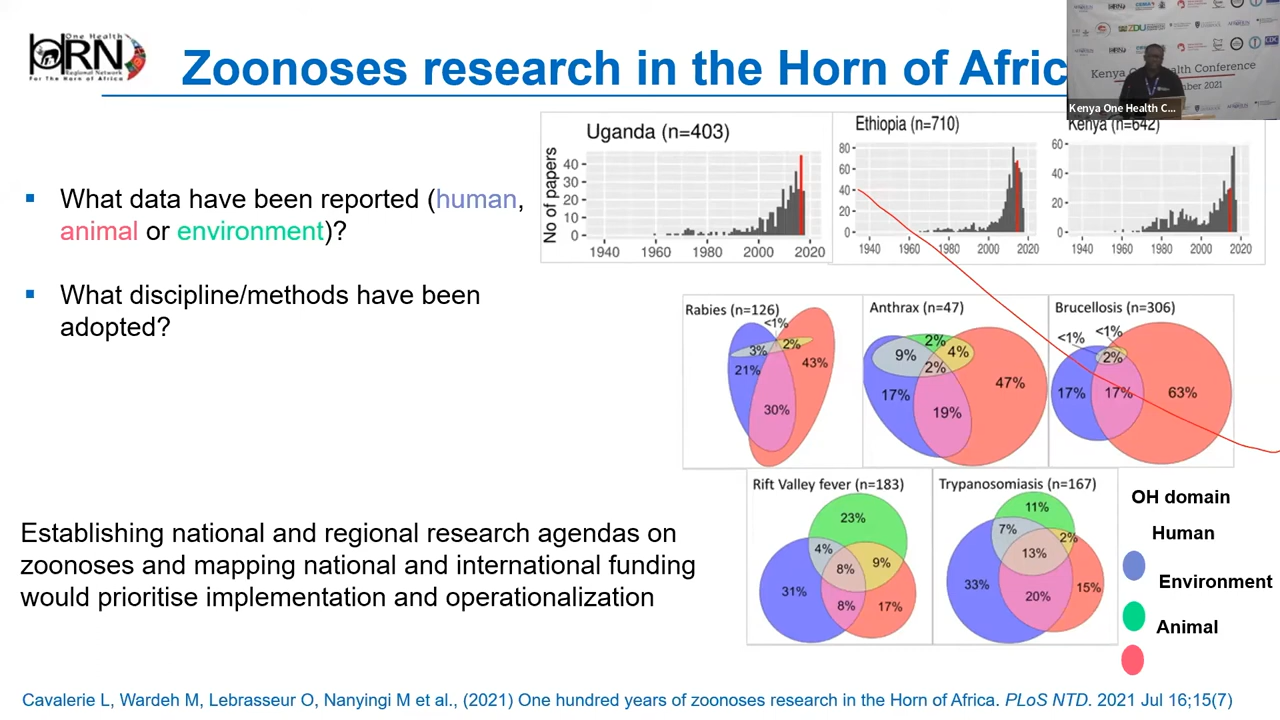 One Health
HORN
Regional Network
For The Horn of Africa
Zoonoses research in the Horn of Afric
Kenya One Health Conference
ember 2021
Kenya One Health C...
What data have been reported (human,
animal or environment)?
What discipline/methods have been
adopted?
Establishing national and regional research agendas on
zoonoses and mapping national and international funding
would prioritise implementation and operationalization
Uganda (n=403)
No of papers
40
30
20
10
0
1940 1960 1980 2000 2020
Ethiopia (n=710)
80
60
40
20
0
1940 1960 1980 2000 2020
Kenya (n=642)
60
40
20
0
1940 1960 1980 2000 2020
Rabies (n=126)
<1%
3% 2%
21% 43%
30%
Anthrax (n=47)
2%
9% 4%
2%
17% 47%
19%
Brucellosis (n=306)
<1% <1%
2%
17% 17% 63%
Rift Valley fever (n=183)
23%
4% 9%
8%
31% 8% 17%
Trypanosomiasis (n=167)
11%
7% 2%
13%
33% 15%
20%
OH domain
Human
Environment
Animal
Cavalerie L, Wardeh M, Lebrasseur O, Nanyingi M et al., (2021) One hundred years of zoonoses research in the Horn of Africa. PLoS NTD. 2021 Jul 16;15(7)